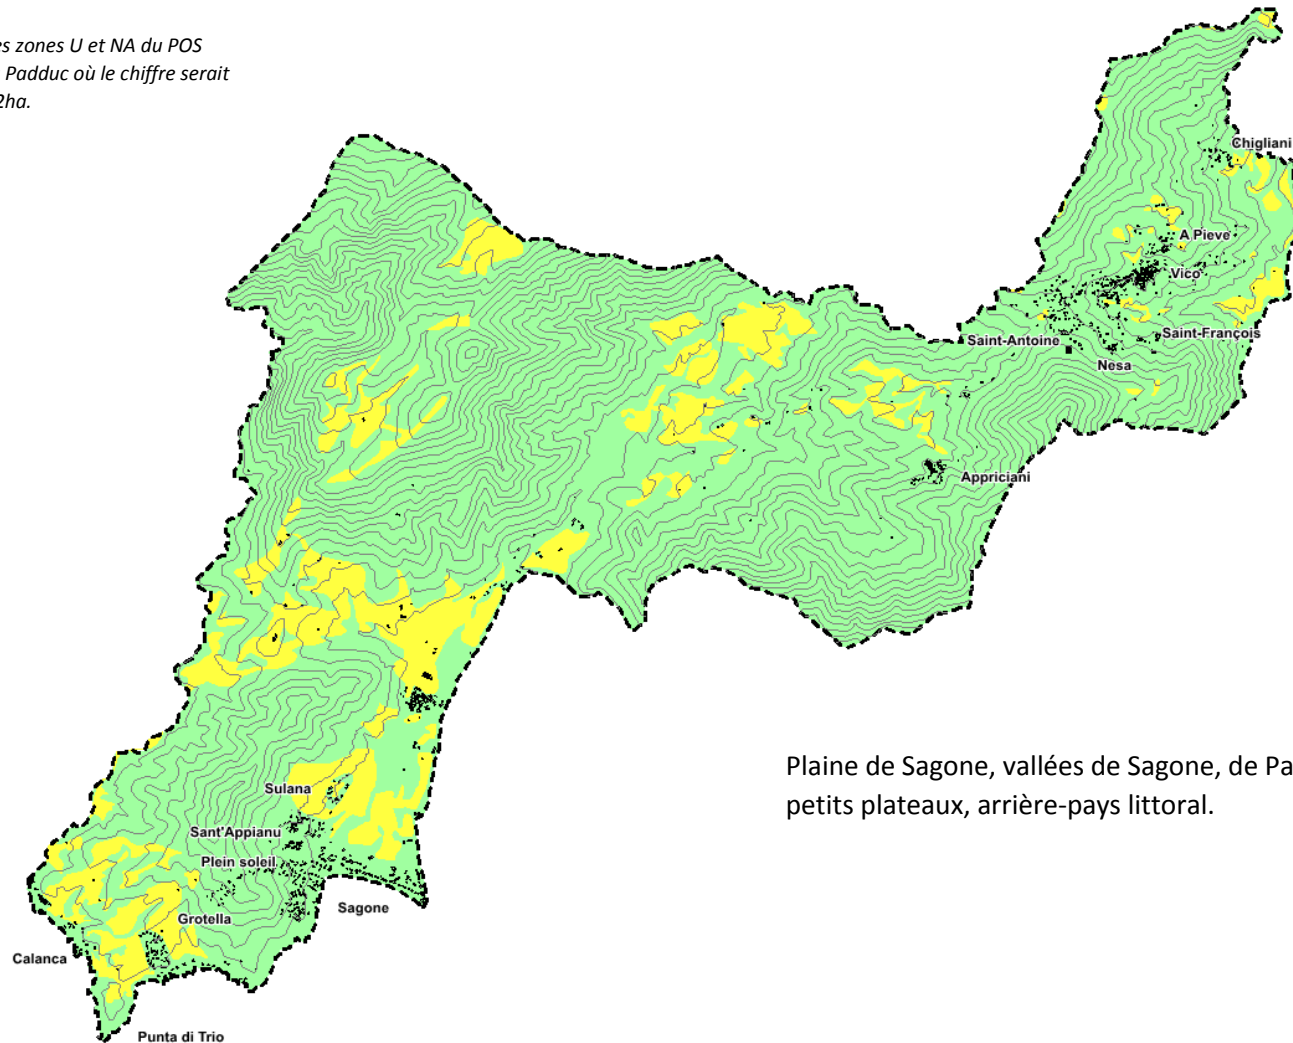 es zones U et NA du POS
Padduc où le chiffre serait
2ha.
Chigliani
A Pieve
Vico
Saint-François
Saint-Antoine
Nesa
Appriciani
Plaine de Sagone, vallées de Sagone, de Pa
petits plateaux, arrière-pays littoral.
Sulana
Sant'Appianu
Plein soleil
Sagone
Grotella
Calanca
Punta di Trio